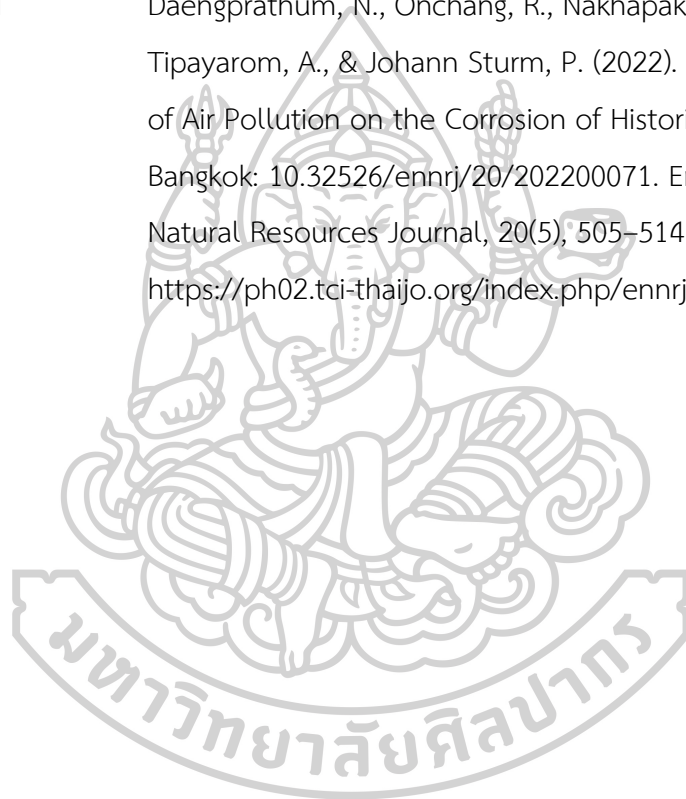 Daengprathum, N., Onchang, R., Nakhapak
Tipayarom, A., & Johann Sturm, P. (2022).
of Air Pollution on the Corrosion of Histori
Bangkok: 10.32526/ennrj/20/202200071. E
Natural Resources Journal, 20(5), 505–514
https://ph02.tci-thaijo.org/index.php/ennrj
มหาวิทยาลัยศิลปากร